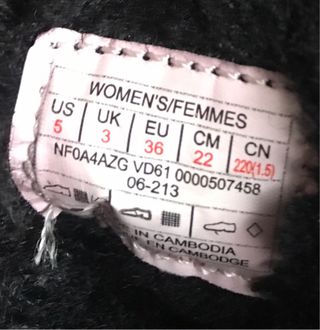 WOMEN'S/FEMMES
US UK EU CM CN
5 3 36 22 220(1.5)
NF0A4AZG VD61 0000507458
06-213
IN CAMBODIA
EN CAMBODGE